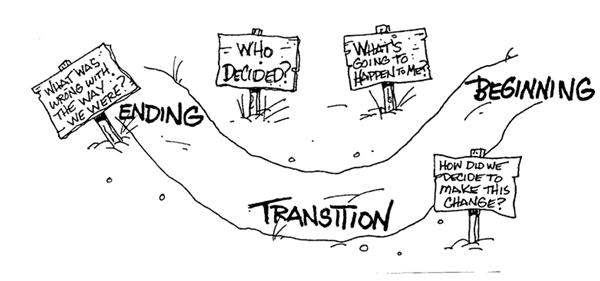 WHAT WAS
WRONG WITH
THE WAY
WE WERE?
ENDING
WHO
DECIDED?
WHAT'S
GOING TO
HAPPEN TO ME?
BEGINNING
TRANSITION
HOW DID WE
DECIDE TO
MAKE THIS
CHANGE?